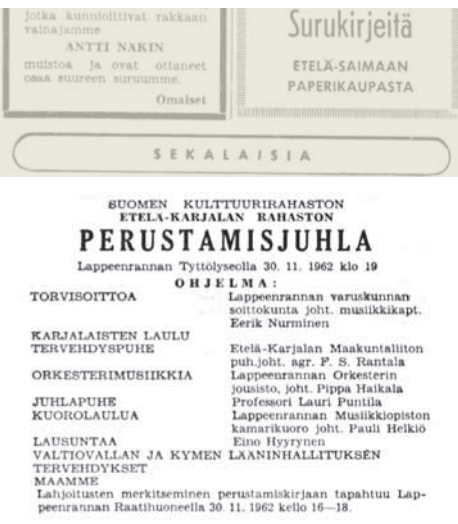 jotka kunnioittivat rakkaan
vainajamme
ANTTI NAKIN
muistoa ja ovat ottaneet
osaa suureen suruumme.
Omaiset
Surukirjeitä
ETELÄ-SAIMAAN
PAPERIKAUPASTA
SEKALAISIA
SUOMEN KULTTUURIRAHASTON
ETELÄ-KARJALAN RAHASTON
PERUSTAMISJUHLA
Lappeenrannan Tyttölyseolla 30. 11. 1962 klo 19
OHJELMA:
TORVISOITTOA Lappeenrannan varuskunnan
soittokunta joht. musiikkikapt.
Eerik Nurminen
KARJALAISTEN LAULU
TERVEHDYSPUHE Etelä-Karjalan Maakuntaliiton
puh.joht. agr. F. S. Rantala
ORKESTERIMUSIIKKIA Lappeenrannan Orkesterin
jousisto, joht. Pippa Haikala
JUHLAPUHE Professori Lauri Puntila
KUOROLAULUA Lappeenrannan Musiikkiopiston
kamarikuoro joht. Pauli Helkiö
LAUSUNTAA Eino Hyyrynen
VALTIOVALLAN JA KYMEN LÄÄNINHALLITUKSEN
TERVEHDYKSET
MAAMME
Lahjoitusten merkitseminen perustamiskirjaan tapahtuu Lap-
peenrannan Raatihuoneella 30. 11. 1962 kello 16—18.